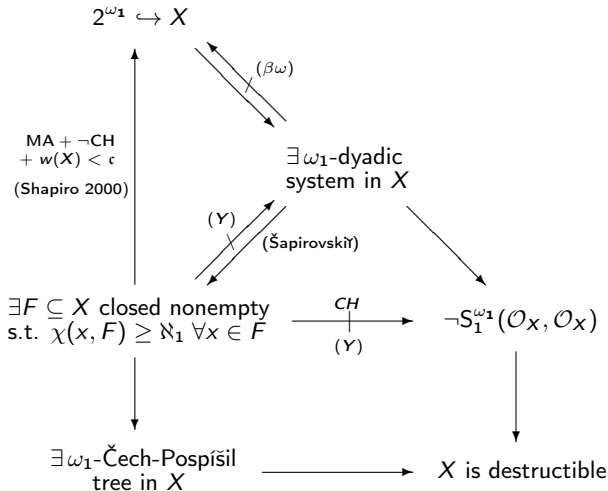 2^{ω₁} ↪ X
(βω)
MA + ¬CH
+ w(X) < 𝔠
(Shapiro 2000)
∃ ω₁-dyadic
system in X
(Y)
(Šapirovskiĭ)
∃F ⊆ X closed nonempty
s.t. χ(x, F) ≥ ℵ₁ ∀x ∈ F
CH
(Y)
¬S₁^{ω₁}(𝒪_X, 𝒪_X)
∃ ω₁-Čech-Pospíšil
tree in X
X is destructible